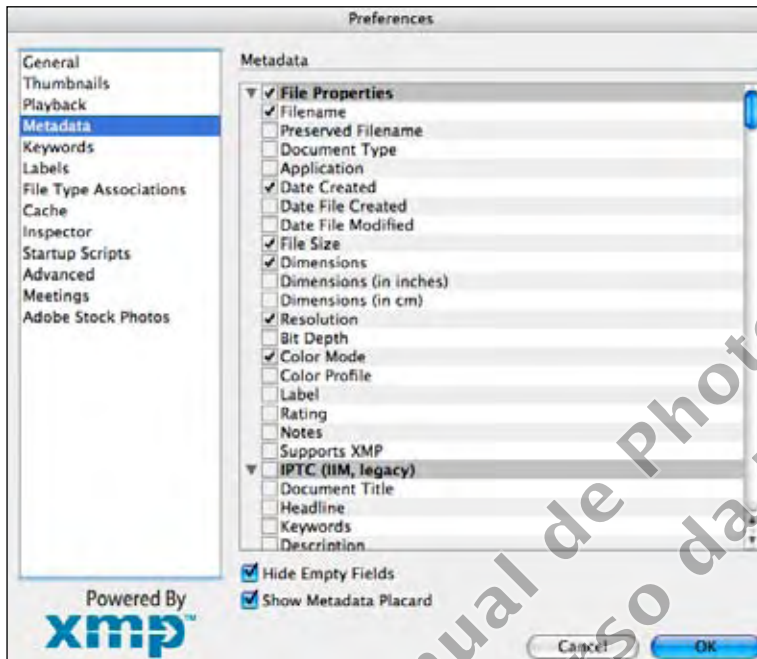 Preferences
General
Thumbnails
Playback
Metadata
Keywords
Labels
File Type Associations
Cache
Inspector
Startup Scripts
Advanced
Meetings
Adobe Stock Photos
Powered By
xmp™
Metadata
File Properties
Filename
Preserved Filename
Document Type
Application
Date Created
Date File Created
Date File Modified
File Size
Dimensions
Dimensions (in inches)
Dimensions (in cm)
Resolution
Bit Depth
Color Mode
Color Profile
Label
Rating
Notes
Supports XMP
IPTC (IIM, legacy)
Document Title
Headline
Keywords
Description
Hide Empty Fields
Show Metadata Placard
Cancel
OK
de